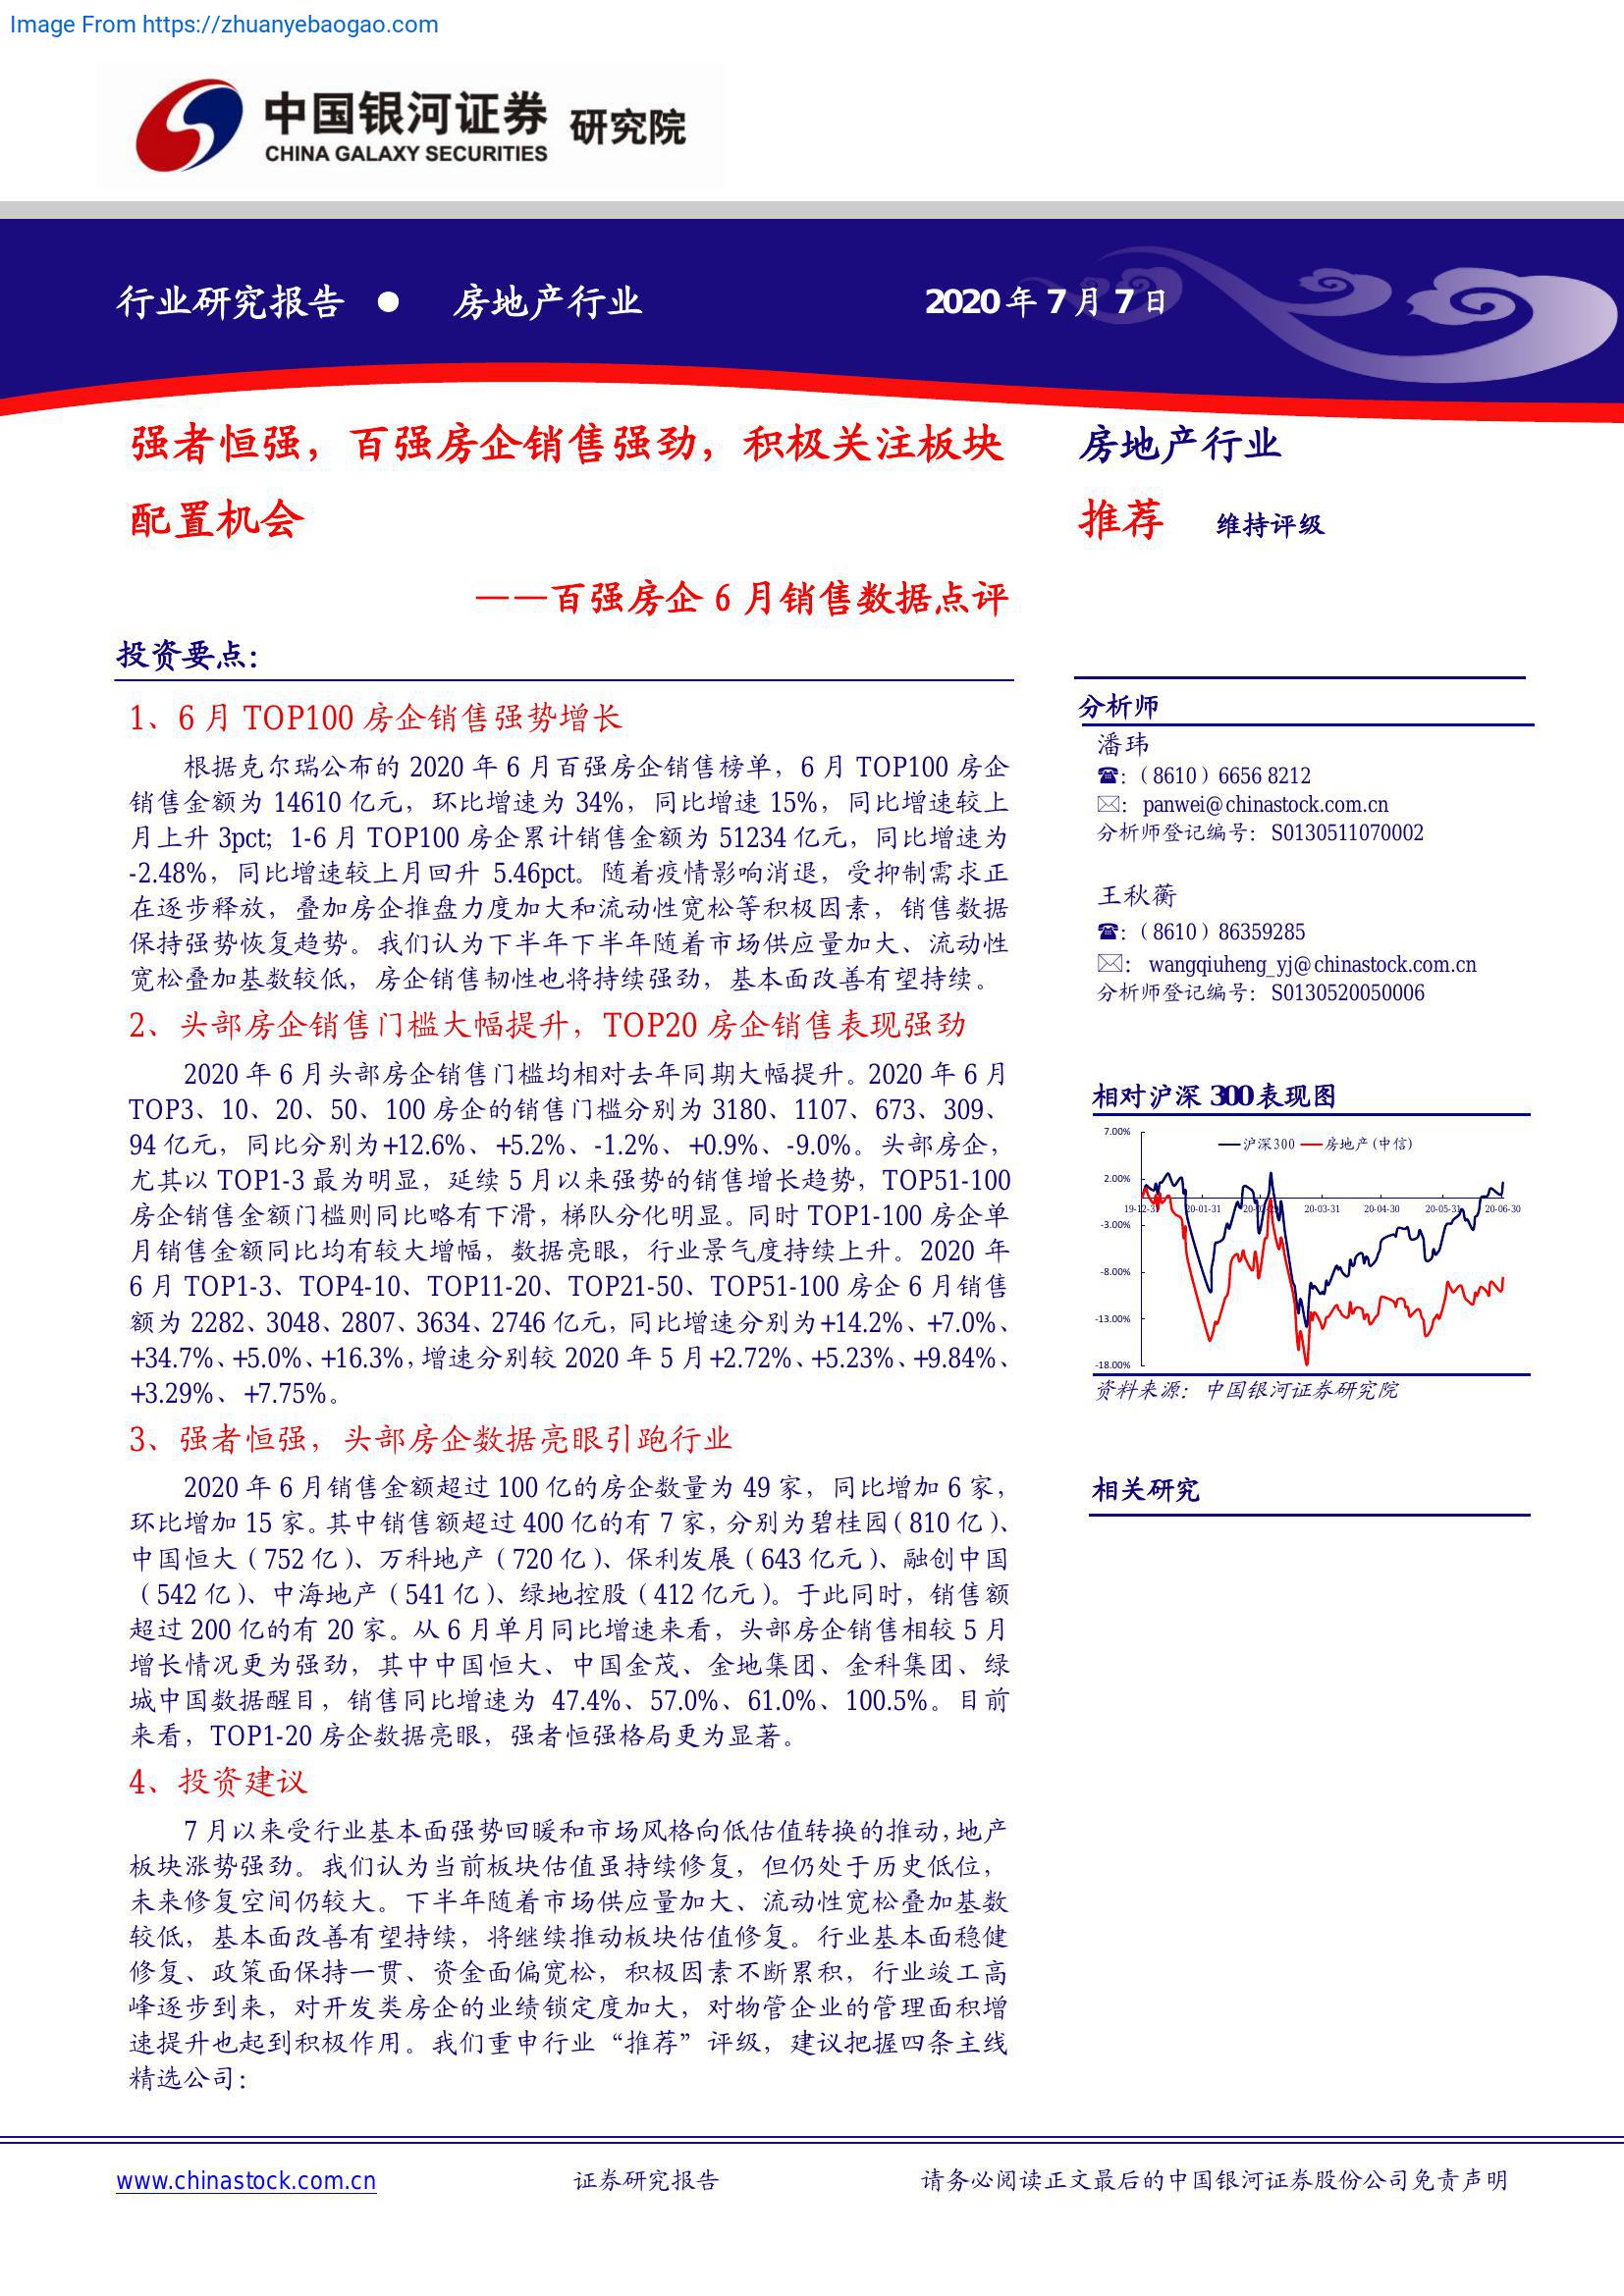 Image From https://zhuanyebaogao.com
中国银河证券 研究院
CHINA GALAXY SECURITIES
行业研究报告 ● 房地产行业
2020 年 7 月 7 日
强者恒强，百强房企销售强劲，积极关注板块
配置机会
——百强房企 6 月销售数据点评
投资要点：
1、6 月 TOP100 房企销售强势增长
根据克尔瑞公布的 2020 年 6 月百强房企销售榜单，6 月 TOP100 房企
销售金额为 14610 亿元，环比增速为 34%，同比增速 15%，同比增速较上
月上升 3pct；1-6 月 TOP100 房企累计销售金额为 51234 亿元，同比增速为
-2.48%，同比增速较上月回升 5.46pct。随着疫情影响消退，受抑制需求正
在逐步释放，叠加房企推盘力度加大和流动性宽松等积极因素，销售数据
保持强势恢复趋势。我们认为下半年下半年随着市场供应量加大、流动性
宽松叠加基数较低，房企销售韧性也将持续强劲，基本面改善有望持续。
2、头部房企销售门槛大幅提升，TOP20 房企销售表现强劲
2020 年 6 月头部房企销售门槛均相对去年同期大幅提升。2020 年 6 月
TOP3、10、20、50、100 房企的销售门槛分别为 3180、1107、673、309、
94 亿元，同比分别为+12.6%、+5.2%、-1.2%、+0.9%、-9.0%。头部房企，
尤其以 TOP1-3 最为明显，延续 5 月以来强势的销售增长趋势，TOP51-100
房企销售金额门槛则同比略有下滑，梯队分化明显。同时 TOP1-100 房企单
月销售金额同比均有较大增幅，数据亮眼，行业景气度持续上升。2020 年
6 月 TOP1-3、TOP4-10、TOP11-20、TOP21-50、TOP51-100 房企 6 月销售
额为 2282、3048、2807、3634、2746 亿元，同比增速分别为+14.2%、+7.0%、
+34.7%、+5.0%、+16.3%，增速分别较 2020 年 5 月+2.72%、+5.23%、+9.84%、
+3.29%、+7.75%。
3、强者恒强，头部房企数据亮眼引跑行业
2020 年 6 月销售金额超过 100 亿的房企数量为 49 家，同比增加 6 家，
环比增加 15 家。其中销售额超过 400 亿的有 7 家，分别为碧桂园（810 亿）、
中国恒大（752 亿）、万科地产（720 亿）、保利发展（643 亿元）、融创中国
（542 亿）、中海地产（541 亿）、绿地控股（412 亿元）。于此同时，销售额
超过 200 亿的有 20 家。从 6 月单月同比增速来看，头部房企销售相较 5 月
增长情况更为强劲，其中中国恒大、中国金茂、金地集团、金科集团、绿
城中国数据醒目，销售同比增速为 47.4%、57.0%、61.0%、100.5%。目前
来看，TOP1-20 房企数据亮眼，强者恒强格局更为显著。
4、投资建议
7 月以来受行业基本面强势回暖和市场风格向低估值转换的推动，地产
板块涨势强劲。我们认为当前板块估值虽持续修复，但仍处于历史低位，
未来修复空间仍较大。下半年随着市场供应量加大、流动性宽松叠加基数
较低，基本面改善有望持续，将继续推动板块估值修复。行业基本面稳健
修复、政策面保持一贯、资金面偏宽松，积极因素不断累积，行业竣工高
峰逐步到来，对开发类房企的业绩锁定度加大，对物管企业的管理面积增
速提升也起到积极作用。我们重申行业“推荐”评级，建议把握四条主线
精选公司：
房地产行业
推荐 维持评级
分析师
潘玮
☎:（8610）6656 8212
✉: panwei@chinastock.com.cn
分析师登记编号：S0130511070002
王秋蘅
☎:（8610）86359285
✉: wangqiuheng_yj@chinastock.com.cn
分析师登记编号：S0130520050006
相对沪深 300 表现图
沪深300 房地产(中信)
7.00%
2.00%
19-12-31 20-01-31 20-02-29 20-03-31 20-04-30 20-05-31 20-06-30
-3.00%
-8.00%
-13.00%
-18.00%
资料来源：中国银河证券研究院
相关研究
www.chinastock.com.cn 证券研究报告 请务必阅读正文最后的中国银河证券股份公司免责声明